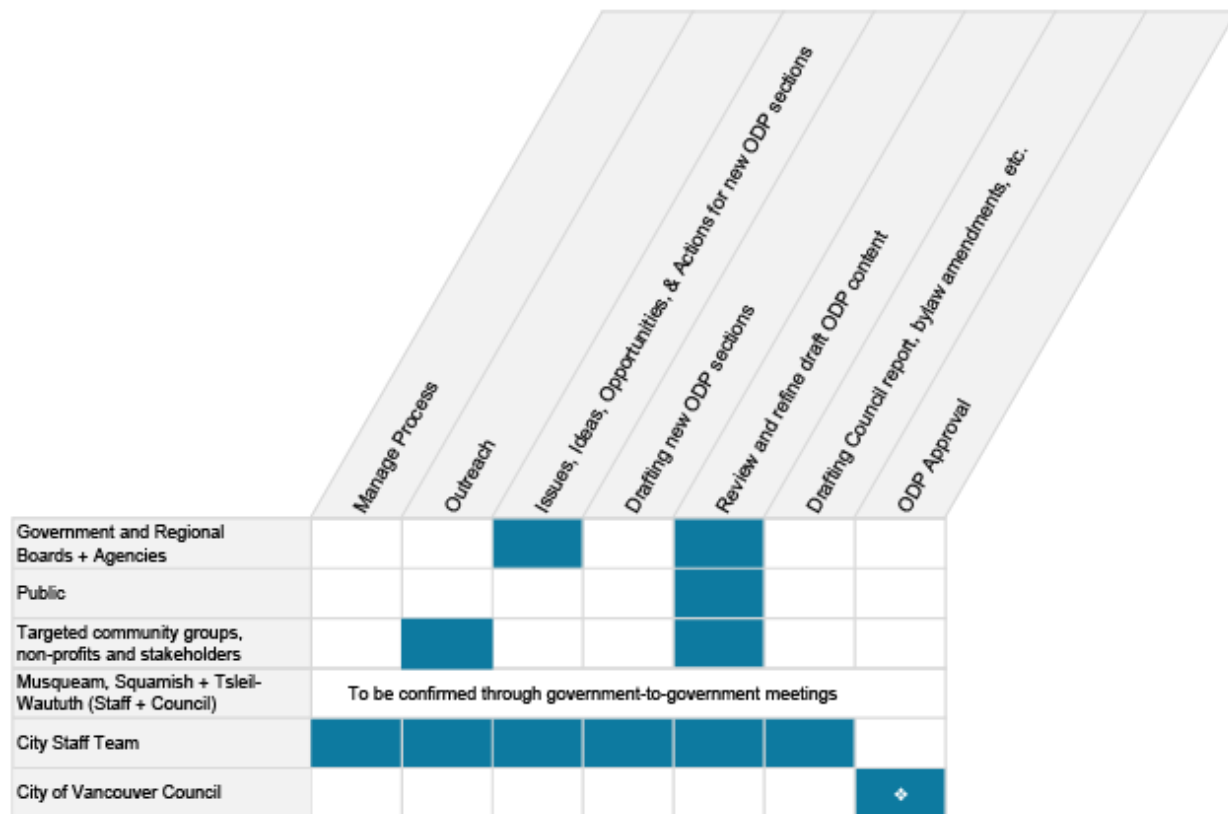 Manage Process
Outreach
Issues, Ideas, Opportunities, & Actions for new ODP sections
Drafting new ODP sections
Review and refine draft ODP content
Drafting Council report, bylaw amendments, etc.
ODP Approval
Government and Regional
Boards + Agencies
Public
Targeted community groups,
non-profits and stakeholders
Musqueam, Squamish + Tsleil-
Waututh (Staff + Council)
To be confirmed through government-to-government meetings
City Staff Team
City of Vancouver Council
❖